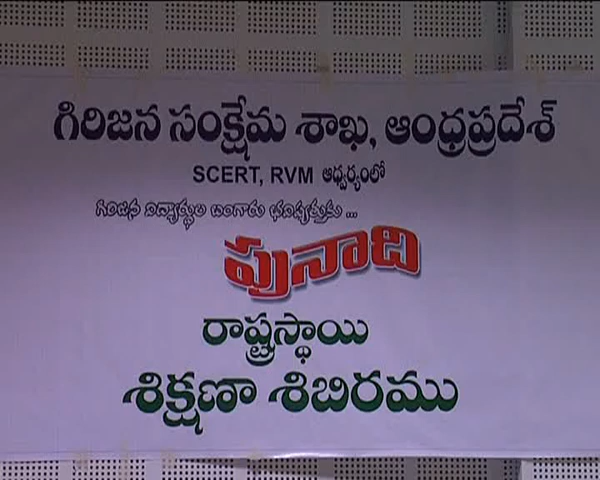 గిరిజన సంక్షేమ శాఖ, ఆంధ్రప్రదేశ్
SCERT, RVM ఆధ్వర్యంలో
గిరిజన విద్యార్థుల బంగారు భవిష్యత్తుకు ...
పునాది
రాష్ట్రస్థాయి
శిక్షణా శిబిరము